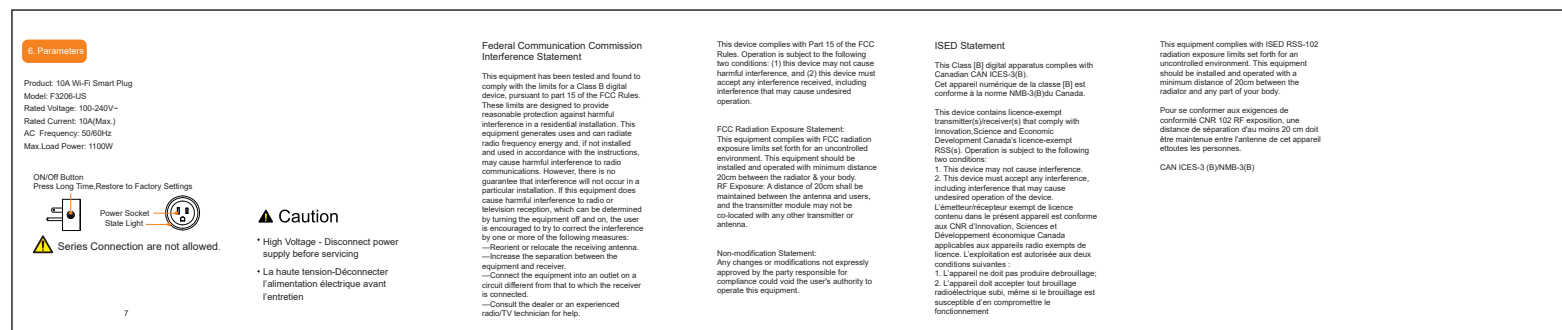 6. Parameters
Product: 10A Wi-Fi Smart Plug
Model: F3206-US
Rated Voltage: 100-240V~
Rated Current: 10A(Max.)
AC  Frequency: 50/60Hz
Max.Load Power: 1100W
ON/Off Button
Press Long Time,Restore to Factory Settings
Power Socket
State Light
Series Connection are not allowed.
7
Caution
* High Voltage - Disconnect power
supply before servicing
• La haute tension-Déconnecter
l'alimentation électrique avant
l'entretien
Federal Communication Commission
Interference Statement
This equipment has been tested and found to
comply with the limits for a Class B digital
device, pursuant to part 15 of the FCC Rules.
These limits are designed to provide
reasonable protection against harmful
interference in a residential installation. This
equipment generates uses and can radiate
radio frequency energy and, if not installed
and used in accordance with the instructions,
may cause harmful interference to radio
communications. However, there is no
guarantee that interference will not occur in a
particular installation. If this equipment does
cause harmful interference to radio or
television reception, which can be determined
by turning the equipment off and on, the user
is encouraged to try to correct the interference
by one or more of the following measures:
—Reorient or relocate the receiving antenna.
—Increase the separation between the
equipment and receiver.
—Connect the equipment into an outlet on a
circuit different from that to which the receiver
is connected.
—Consult the dealer or an experienced
radio/TV technician for help.
This device complies with Part 15 of the FCC
Rules. Operation is subject to the following
two conditions: (1) this device may not cause
harmful interference, and (2) this device must
accept any interference received, including
interference that may cause undesired
operation.
FCC Radiation Exposure Statement:
This equipment complies with FCC radiation
exposure limits set forth for an uncontrolled
environment. This equipment should be
installed and operated with minimum distance
20cm between the radiator & your body.
RF Exposure: A distance of 20cm shall be
maintained between the antenna and users,
and the transmitter module may not be
co-located with any other transmitter or
antenna.
Non-modification Statement:
Any changes or modifications not expressly
approved by the party responsible for
compliance could void the user's authority to
operate this equipment.
ISED Statement
This Class [B] digital apparatus complies with
Canadian CAN ICES-3(B).
Cet appareil numérique de la classe [B] est
conforme à la norme NMB-3(B)du Canada.
This device contains licence-exempt
transmitter(s)/receiver(s) that comply with
Innovation,Science and Economic
Development Canada's licence-exempt
RSS(s). Operation is subject to the following
two conditions:
1. This device may not cause interference.
2. This device must accept any interference,
including interference that may cause
undesired operation of the device.
L'émetteur/récepteur exempt de licence
contenu dans le présent appareil est conforme
aux CNR d'Innovation, Sciences et
Développement économique Canada
applicables aux appareils radio exempts de
licence. L'exploitation est autorisée aux deux
conditions suivantes :
1. L'appareil ne doit pas produire debrouillage;
2. L'appareil doit accepter tout brouillage
radioélectrique subi, même si le brouillage est
susceptible d'en compromettre le
fonctionnement
This equipment complies with ISED RSS-102
radiation exposure limits set forth for an
uncontrolled environment. This equipment
should be installed and operated with a
minimum distance of 20cm between the
radiator and any part of your body.
Pour se conformer aux exigences de
conformité CNR 102 RF exposition, une
distance de séparation d'au moins 20 cm doit
être maintenue entre l'antenne de cet appareil
ettoutes les personnes.
CAN ICES-3 (B)/NMB-3(B)